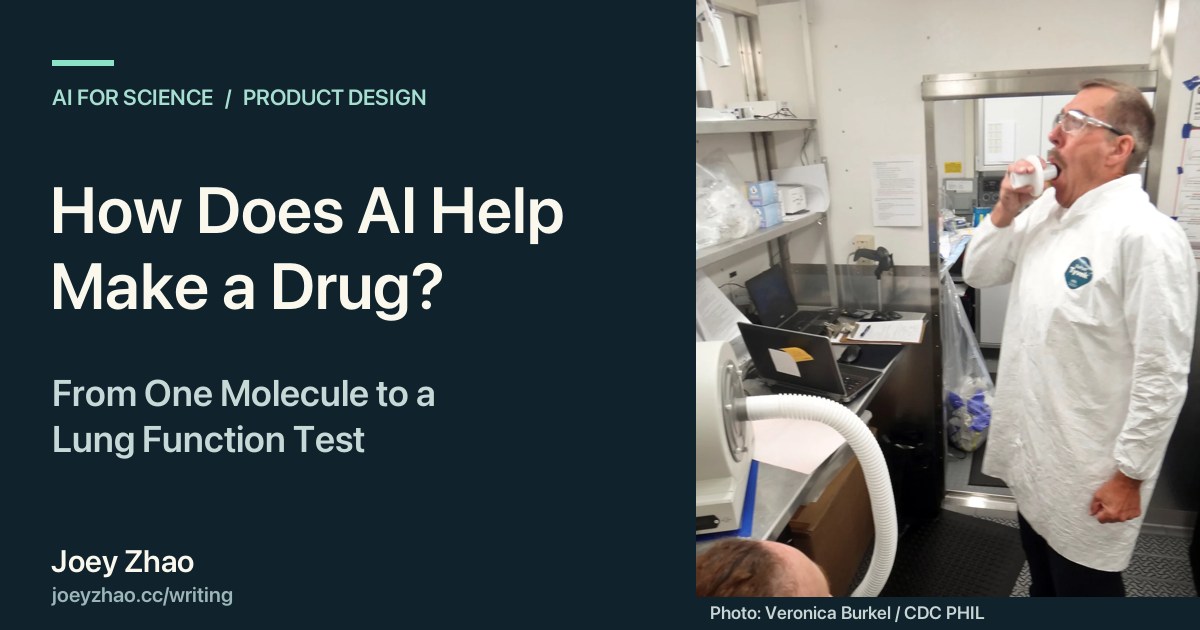 AI FOR SCIENCE / PRODUCT DESIGN
How Does AI Help
Make a Drug?
From One Molecule to a
Lung Function Test
Joey Zhao
joeyzhao.cc/writing
Photo: Veronica Burkel / CDC PHIL